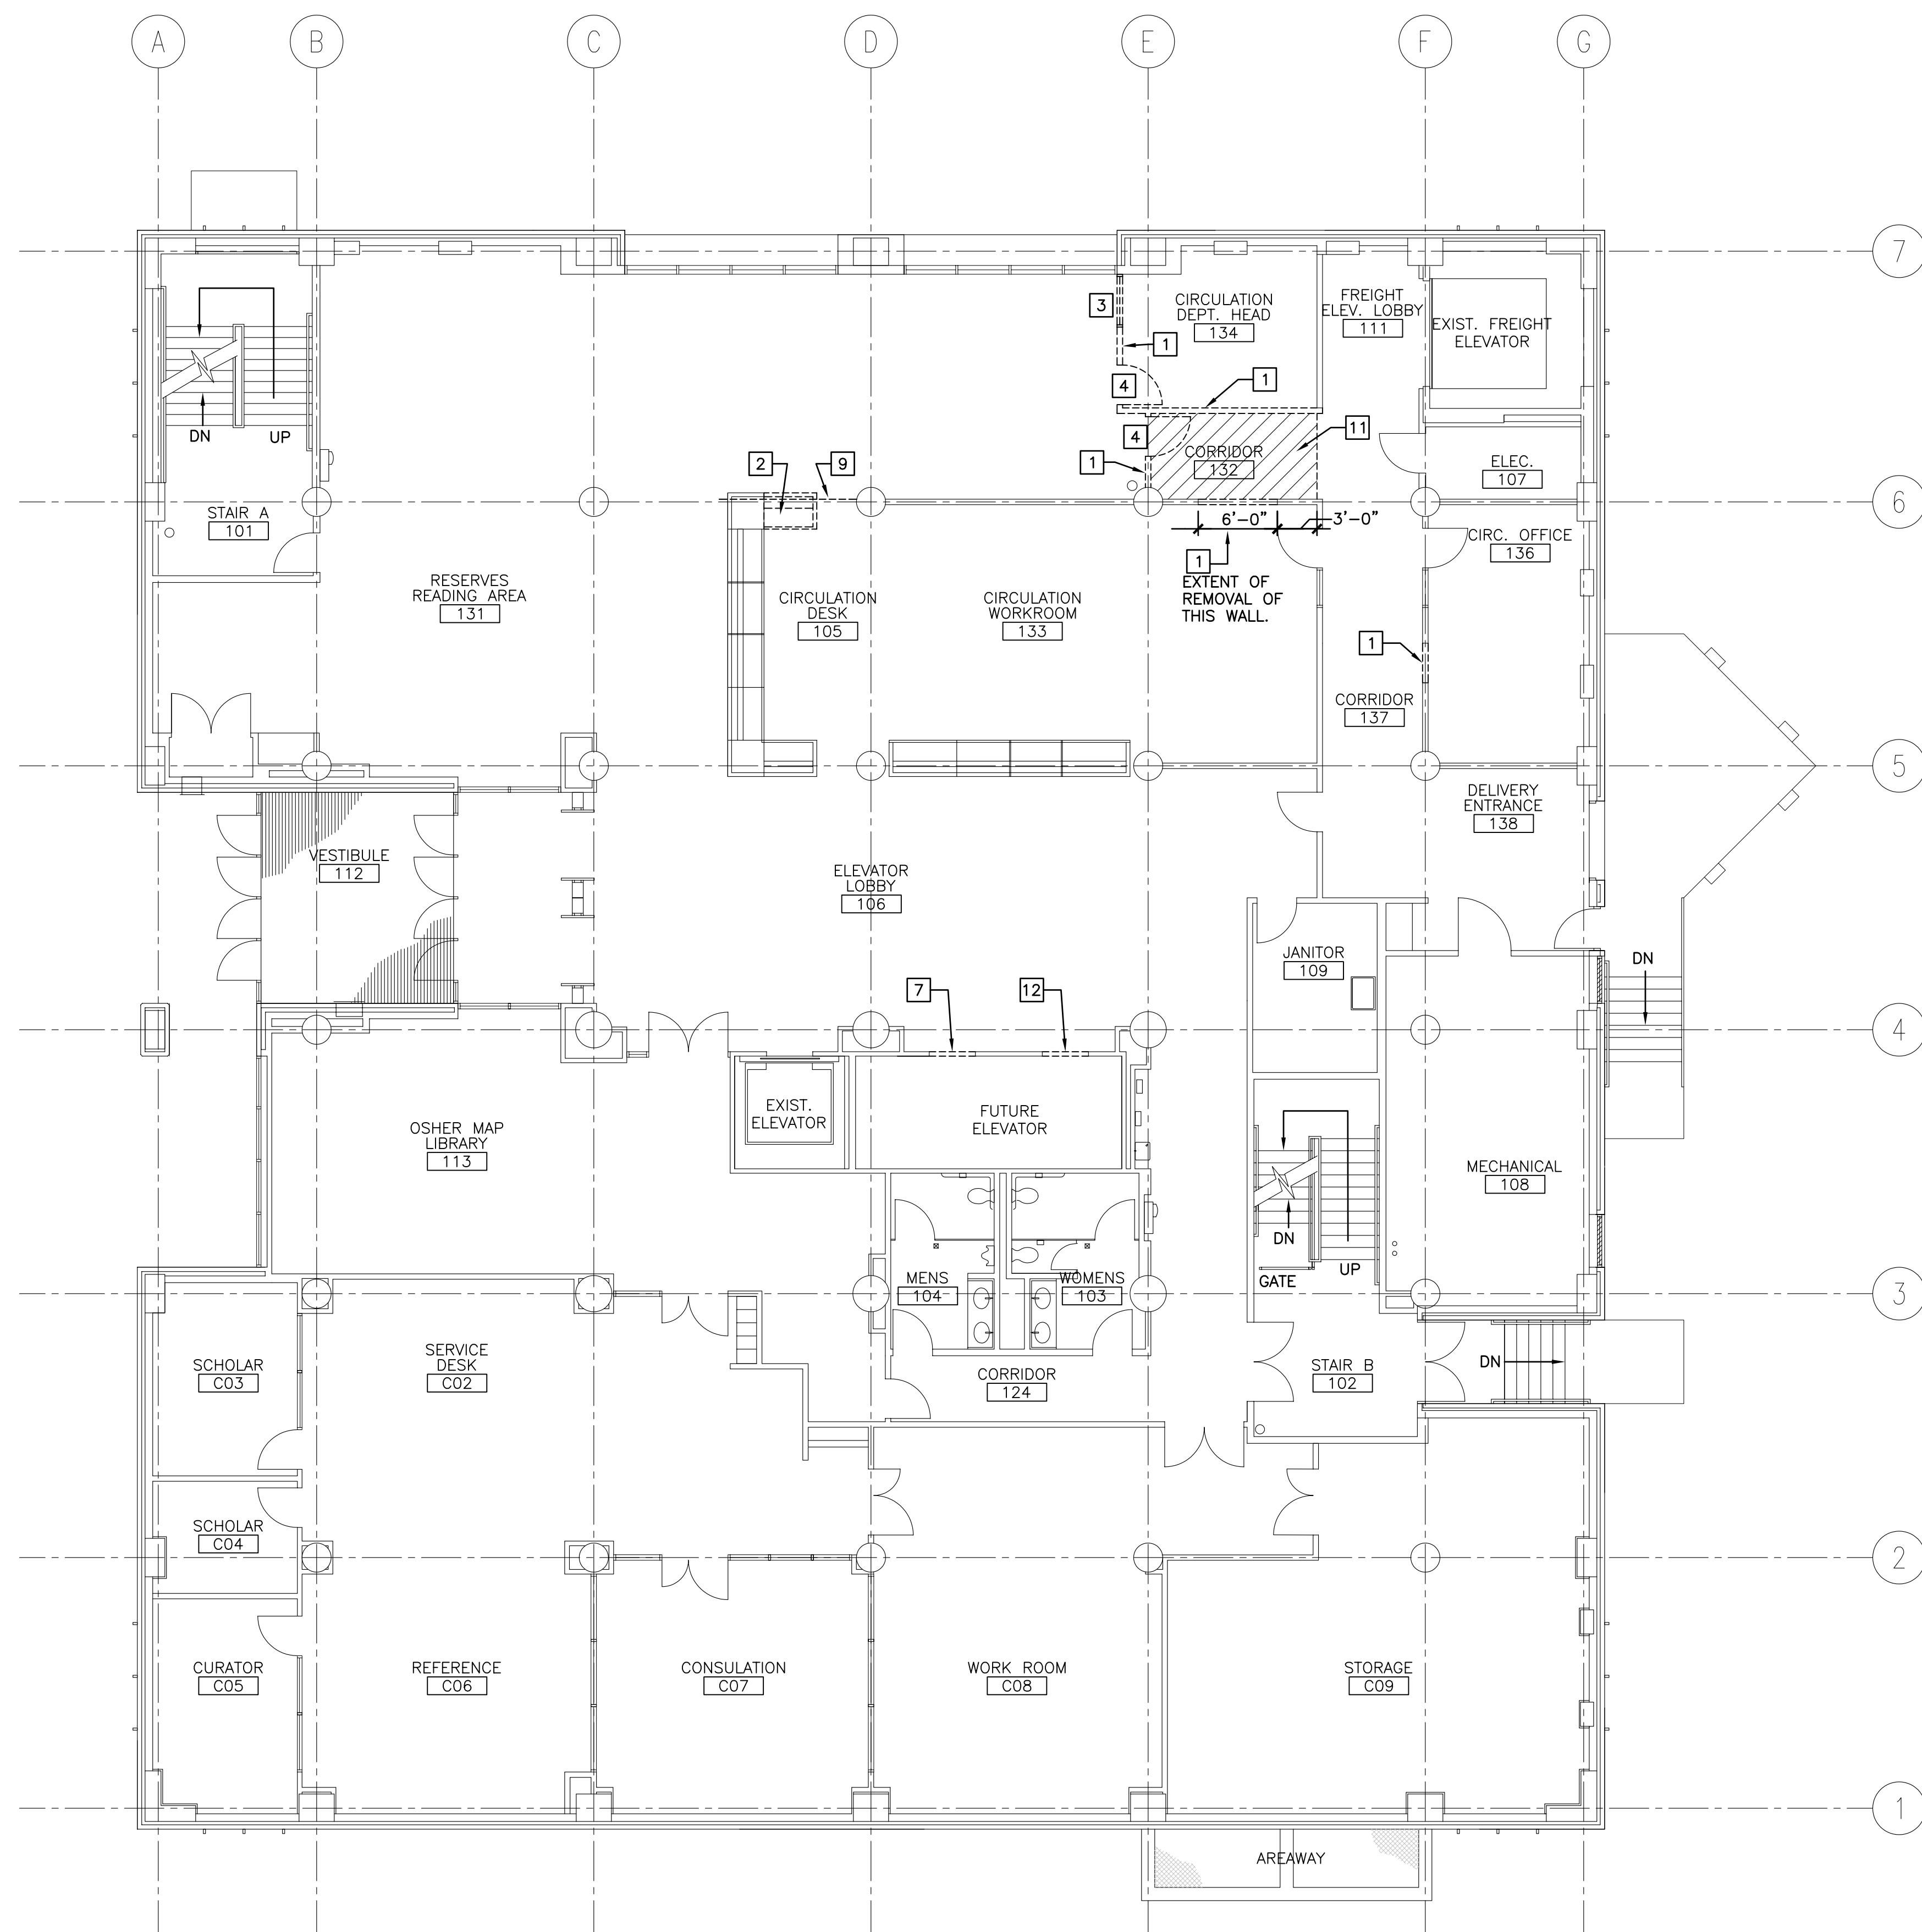 A B C D E F G
7
3
CIRCULATION
DEPT. HEAD
134
FREIGHT
ELEV. LOBBY
111
EXIST. FREIGHT
ELEVATOR
1
4
1
DN
UP
4
11
CORRIDOR
132
1
2
9
ELEC.
107
6
STAIR A
101
6'-0"
3'-0"
CIRC. OFFICE
136
1
EXTENT OF
REMOVAL OF
THIS WALL.
RESERVES
READING AREA
131
CIRCULATION
DESK
105
CIRCULATION
WORKROOM
133
1
CORRIDOR
137
5
DELIVERY
ENTRANCE
138
VESTIBULE
112
ELEVATOR
LOBBY
106
JANITOR
109
DN
7
12
4
EXIST.
ELEVATOR
FUTURE
ELEVATOR
OSHER MAP
LIBRARY
113
MECHANICAL
108
DN
GATE
UP
MENS
104
WOMENS
103
3
SERVICE
DESK
C02
SCHOLAR
C03
CORRIDOR
124
STAIR B
102
DN
SCHOLAR
C04
2
CURATOR
C05
REFERENCE
C06
CONSULATION
C07
WORK ROOM
C08
STORAGE
C09
1
AREAWAY